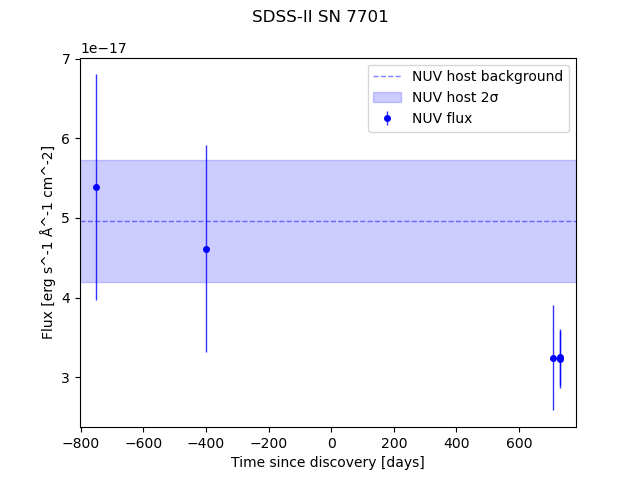 SDSS-II SN 7701
1e−17
7
6
5
4
3
Flux [erg s^-1 Å^-1 cm^-2]
NUV host background
NUV host 2σ
NUV flux
−800 −600 −400 −200 0 200 400 600
Time since discovery [days]